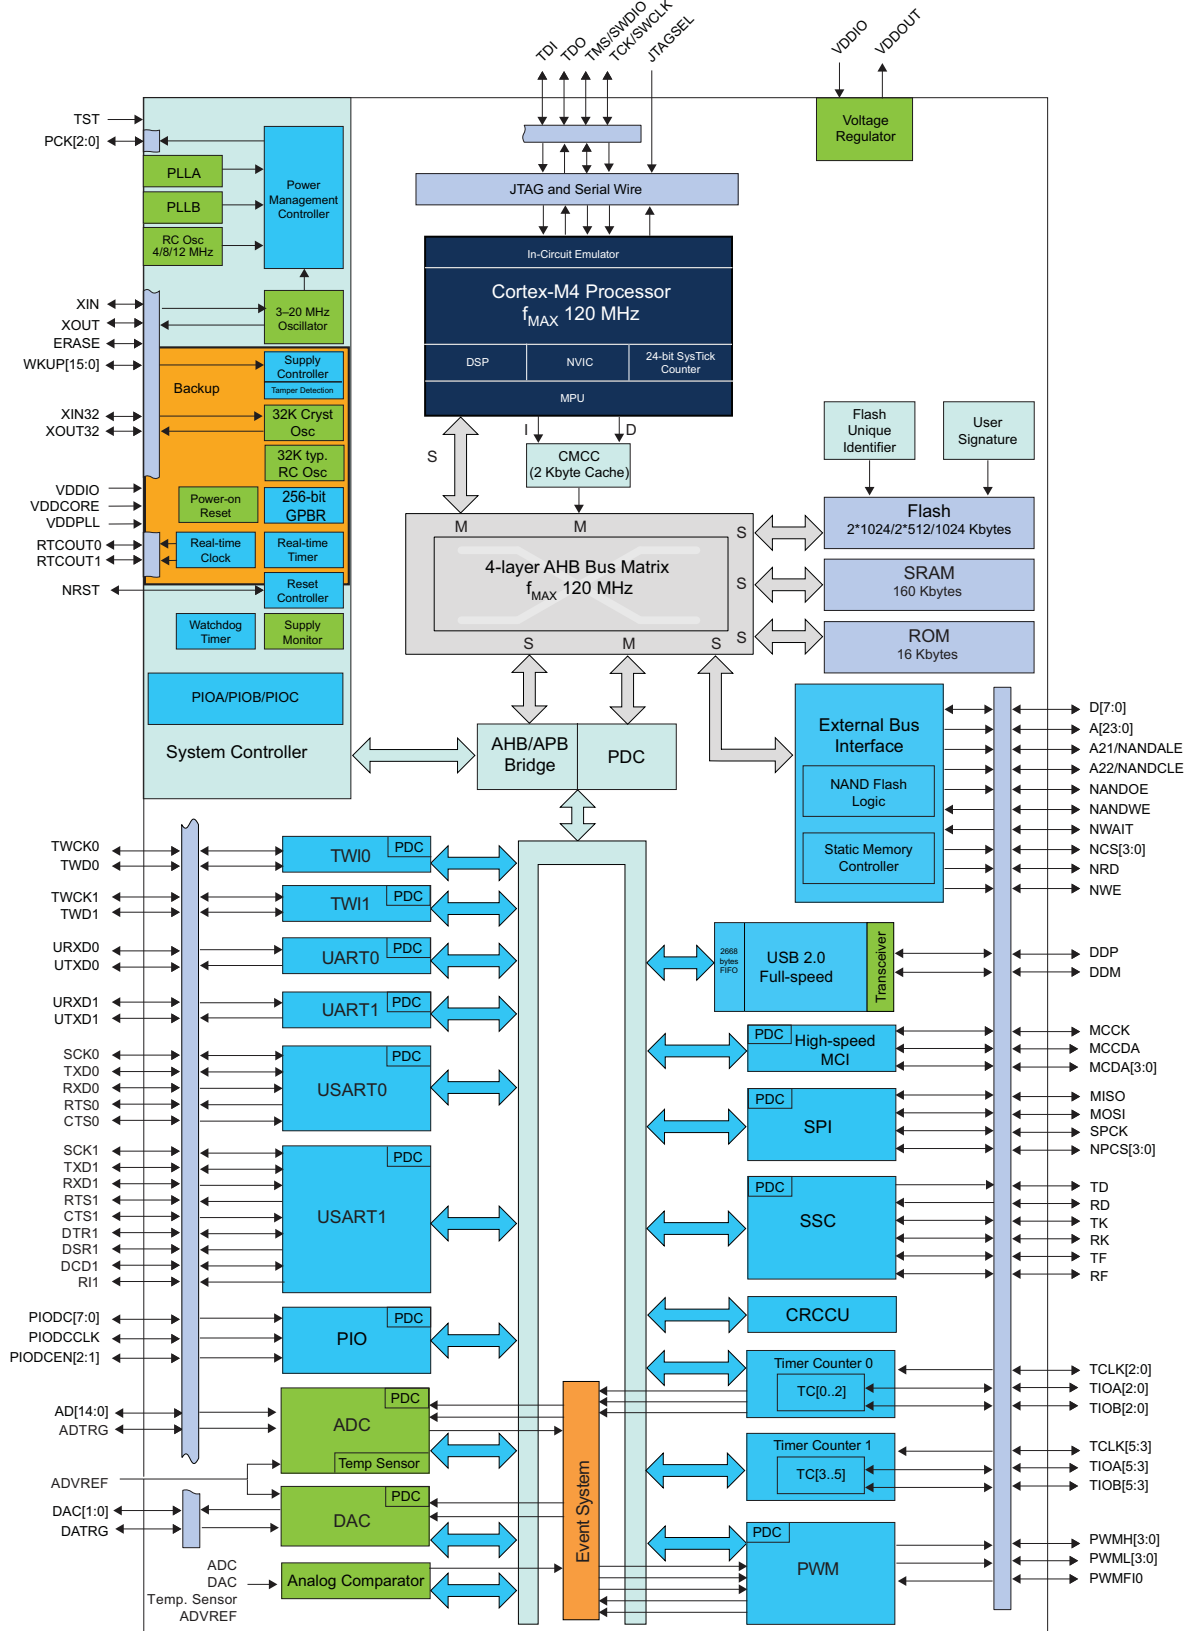 TDI
TDO
TMS/SWDIO
TCK/SWCLK
JTAGSEL
VDDIO
VDDOUT
TST
PCK[2:0]
PLLA
PLLB
RC Osc
4/8/12 MHz
Power
Management
Controller
Voltage
Regulator
JTAG and Serial Wire
In-Circuit Emulator
Cortex-M4 Processor
fMAX 120 MHz
DSP
NVIC
24-bit SysTick
Counter
MPU
XIN
XOUT
ERASE
WKUP[15:0]
3–20 MHz
Oscillator
Backup
Supply
Controller
Tamper Detection
XIN32
XOUT32
32K Cryst
Osc
32K typ.
RC Osc
VDDIO
VDDCORE
VDDPLL
Power-on
Reset
256-bit
GPBR
RTCOUT0
RTCOUT1
Real-time
Clock
Real-time
Timer
NRST
Reset
Controller
Watchdog
Timer
Supply
Monitor
PIOA/PIOB/PIOC
System Controller
I
D
S
CMCC
(2 Kbyte Cache)
Flash
Unique
Identifier
User
Signature
M
M
S
4-layer AHB Bus Matrix
fMAX 120 MHz
S
S
S
M
S
Flash
2*1024/2*512/1024 Kbytes
SRAM
160 Kbytes
ROM
16 Kbytes
AHB/APB
Bridge
PDC
External Bus
Interface
NAND Flash
Logic
Static Memory
Controller
D[7:0]
A[23:0]
A21/NANDALE
A22/NANDCLE
NANDOE
NANDWE
NWAIT
NCS[3:0]
NRD
NWE
TWCK0
TWD0
TWI0
PDC
TWCK1
TWD1
TWI1
PDC
URXD0
UTXD0
UART0
PDC
URXD1
UTXD1
UART1
PDC
SCK0
TXD0
RXD0
RTS0
CTS0
USART0
PDC
SCK1
TXD1
RXD1
RTS1
CTS1
DTR1
DSR1
DCD1
RI1
USART1
PDC
PIODC[7:0]
PIODCCLK
PIODCEN[2:1]
PIO
PDC
AD[14:0]
ADTRG
ADC
PDC
Temp Sensor
ADVREF
DAC[1:0]
DATRG
DAC
PDC
ADC
DAC
Temp. Sensor
ADVREF
Analog Comparator
Event System
2668
bytes
FIFO
USB 2.0
Full-speed
Transceiver
DDP
DDM
PDC
High-speed
MCI
MCCK
MCCDA
MCDA[3:0]
PDC
SPI
MISO
MOSI
SPCK
NPCS[3:0]
PDC
SSC
TD
RD
TK
RK
TF
RF
CRCCU
Timer Counter 0
TC[0..2]
TCLK[2:0]
TIOA[2:0]
TIOB[2:0]
Timer Counter 1
TC[3..5]
TCLK[5:3]
TIOA[5:3]
TIOB[5:3]
PDC
PWM
PWMH[3:0]
PWML[3:0]
PWMFI0